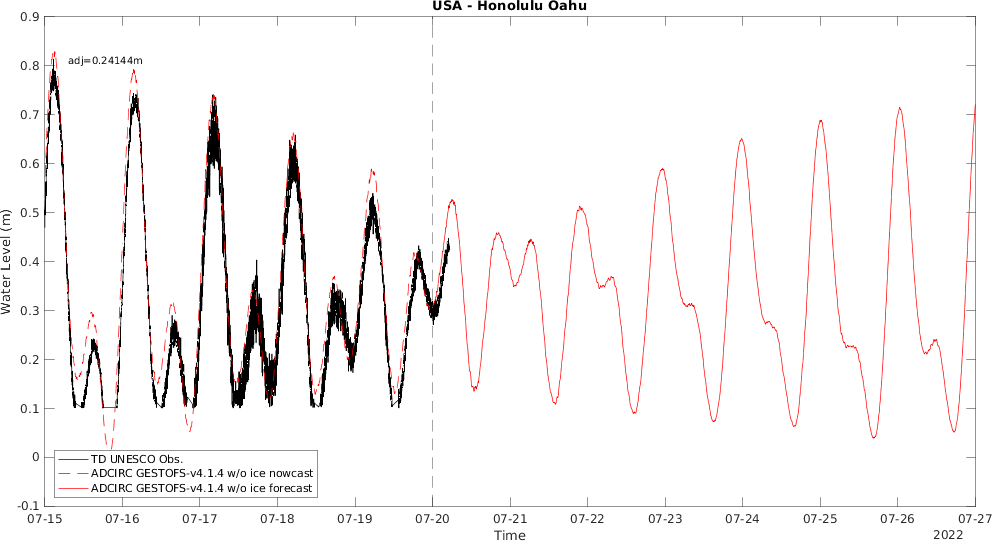 USA - Honolulu Oahu
0.9
0.8
0.7
0.6
0.5
0.4
0.3
0.2
0.1
0
-0.1
Water Level (m)
adj=0.24144m
TD UNESCO Obs.
ADCIRC GESTOFS-v4.1.4 w/o ice nowcast
ADCIRC GESTOFS-v4.1.4 w/o ice forecast
07-15 07-16 07-17 07-18 07-19 07-20 07-21 07-22 07-23 07-24 07-25 07-26 07-27
Time
2022